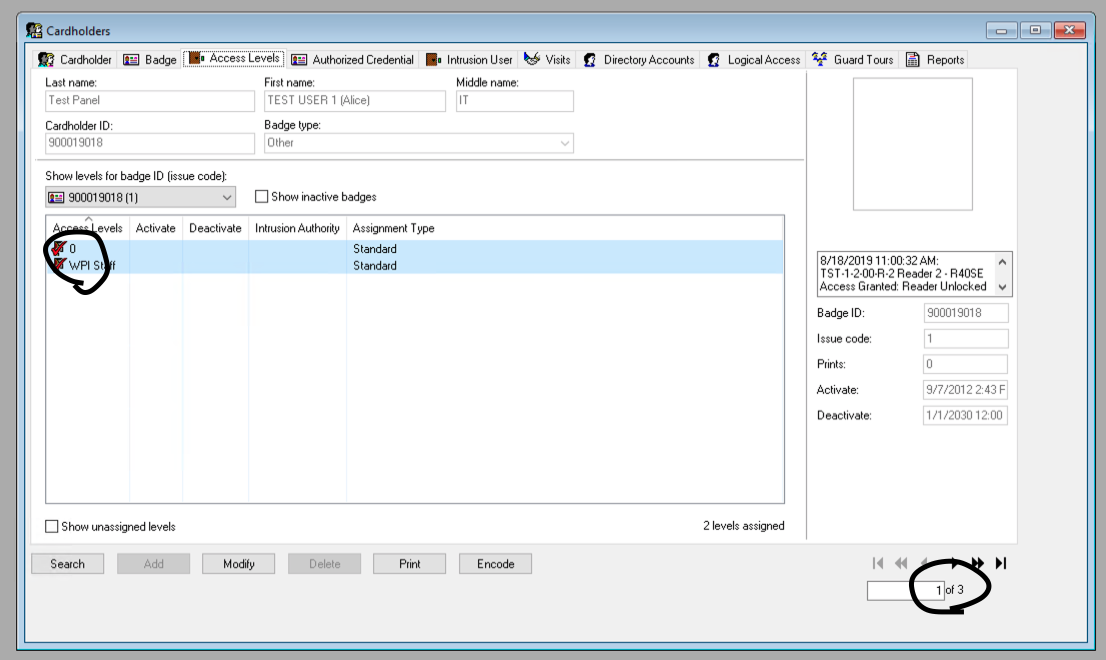 Cardholders
Cardholder Badge Access Levels Authorized Credential Intrusion User Visits Directory Accounts Logical Access Guard Tours Reports
Last name: First name: Middle name:
Test Panel TEST USER 1 (Alice) IT
Cardholder ID: Badge type:
900019018 Other
Show levels for badge ID (issue code):
900019018 (1) Show inactive badges
Access Levels Activate Deactivate Intrusion Authority Assignment Type
0 Standard
WPI Staff Standard
Show unassigned levels 2 levels assigned
8/18/2019 11:00:32 AM:
TST-1-2-00-R-2 Reader 2 - R40SE
Access Granted: Reader Unlocked
Badge ID: 900019018
Issue code: 1
Prints: 0
Activate: 9/7/2012 2:43 F
Deactivate: 1/1/2030 12:00
Search Add Modify Delete Print Encode
1 of 3